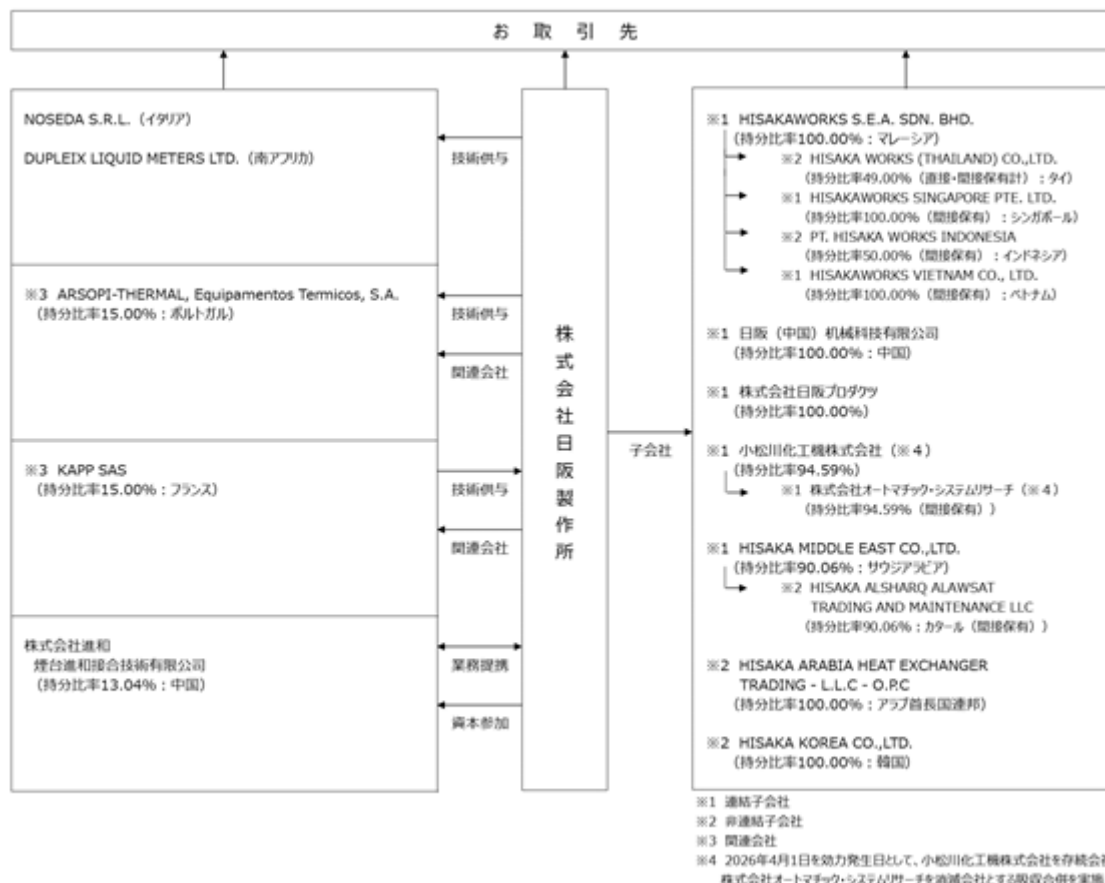 お取引先
NOSEDA S.R.L.（イタリア）
DUPLEIX LIQUID METERS LTD.（南アフリカ）
技術供与
※3 ARSOPI-THERMAL, Equipamentos Termicos, S.A.
（持分比率15.00%：ポルトガル）
技術供与
関連会社
※3 KAPP SAS
（持分比率15.00%：フランス）
技術供与
関連会社
株式会社進和
煙台進和接合技術有限公司
（持分比率13.04%：中国）
業務提携
資本参加
株式会社日阪製作所
子会社
※1 HISAKAWORKS S.E.A. SDN. BHD.
（持分比率100.00%：マレーシア）
※2 HISAKA WORKS (THAILAND) CO.,LTD.
（持分比率49.00%（直接・間接保有計）：タイ）
※1 HISAKAWORKS SINGAPORE PTE. LTD.
（持分比率100.00%（間接保有）：シンガポール）
※2 PT. HISAKA WORKS INDONESIA
（持分比率50.00%（間接保有）：インドネシア）
※1 HISAKAWORKS VIETNAM CO., LTD.
（持分比率100.00%（間接保有）：ベトナム）
※1 日阪（中国）机械科技有限公司
（持分比率100.00%：中国）
※1 株式会社日阪プロダクツ
（持分比率100.00%）
※1 小松川化工機株式会社（※４）
（持分比率94.59%）
※1 株式会社オートマチック・システムリサーチ（※４）
（持分比率94.59%（間接保有））
※1 HISAKA MIDDLE EAST CO.,LTD.
（持分比率90.06%：サウジアラビア）
※2 HISAKA ALSHARQ ALAWSAT
TRADING AND MAINTENANCE LLC
（持分比率90.06%：カタール（間接保有））
※2 HISAKA ARABIA HEAT EXCHANGER
TRADING - L.L.C - O.P.C
（持分比率100.00%：アラブ首長国連邦）
※2 HISAKA KOREA CO.,LTD.
（持分比率100.00%：韓国）
※1 連結子会社
※2 非連結子会社
※3 関連会社
※4 2026年4月1日を効力発生日として、小松川化工機株式会社を存続会社
株式会社オートマチック・システムリサーチを消滅会社とする吸収合併を実施